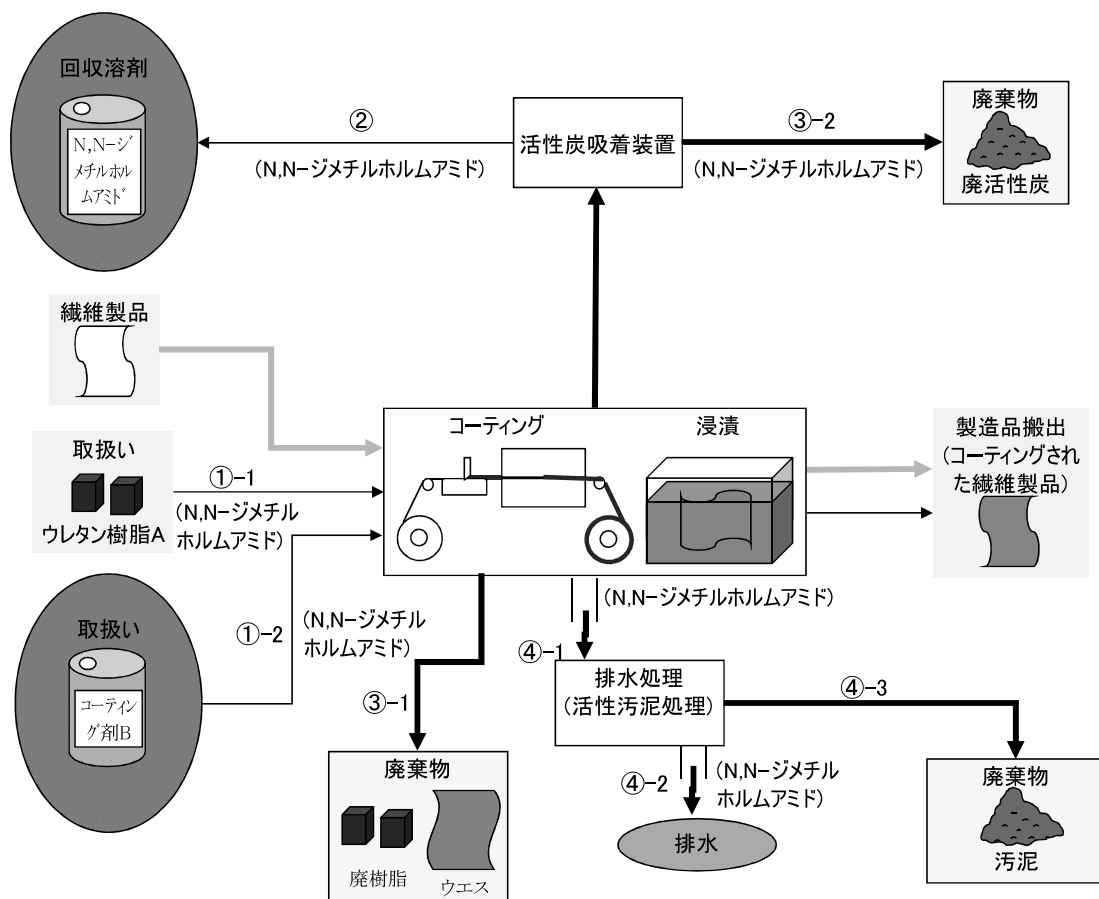 回収溶剤
N,N-ジ
メチルホル
ムアミド
②
(N,N-ジメチルホルムアミド)
活性炭吸着装置
③-2
(N,N-ジメチルホルムアミド)
廃棄物
廃活性炭
繊維製品
取扱い
ウレタン樹脂A
①-1
(N,N-ジメチル
ホルムアミド)
コーティング
浸漬
製造品搬出
(コーティングされ
た繊維製品)
取扱い
コーティン
グ剤B
①-2
(N,N-ジメチル
ホルムアミド)
③-1
廃棄物
廃樹脂
ウエス
(N,N-ジメチルホルムアミド)
④-1
排水処理
(活性汚泥処理)
④-2
(N,N-ジメチル
ホルムアミド)
排水
④-3
廃棄物
汚泥